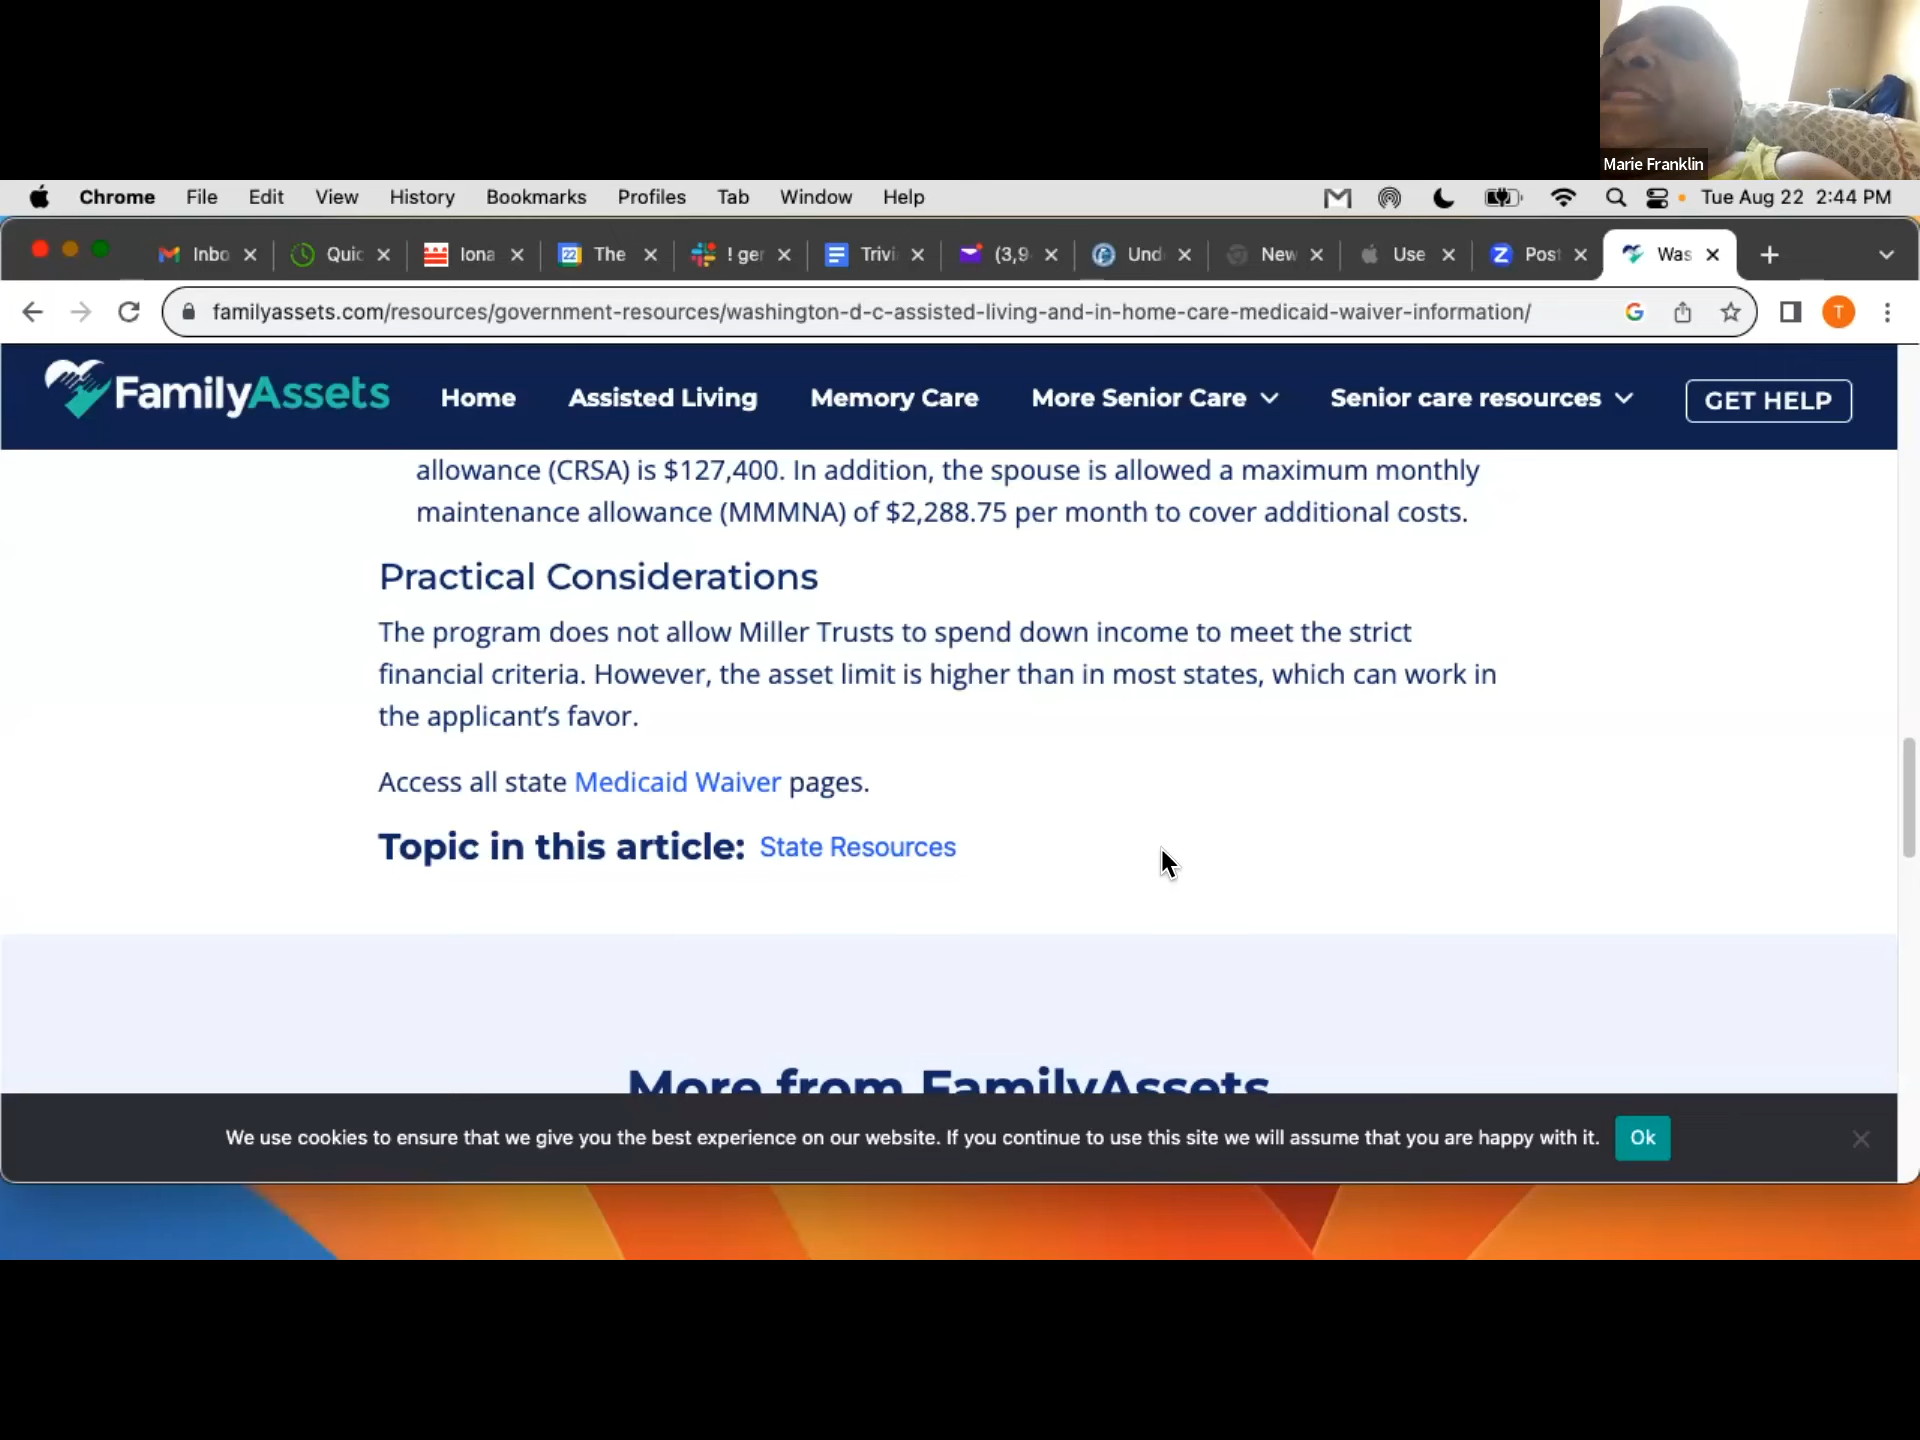 Marie Franklin
Chrome File Edit View History Bookmarks Profiles Tab Window Help Tue Aug 22 2:44 PM
Inbo Quic Iona 22 The ! ger Trivi (3,9 Und New Use Z Post Was
familyassets.com/resources/government-resources/washington-d-c-assisted-living-and-in-home-care-medicaid-waiver-information/ G T
FamilyAssets Home Assisted Living Memory Care More Senior Care Senior care resources GET HELP
allowance (CRSA) is $127,400. In addition, the spouse is allowed a maximum monthly
maintenance allowance (MMMNA) of $2,288.75 per month to cover additional costs.
Practical Considerations
The program does not allow Miller Trusts to spend down income to meet the strict
financial criteria. However, the asset limit is higher than in most states, which can work in
the applicant’s favor.
Access all state Medicaid Waiver pages.
Topic in this article: State Resources
More from FamilyAssets
We use cookies to ensure that we give you the best experience on our website. If you continue to use this site we will assume that you are happy with it. Ok